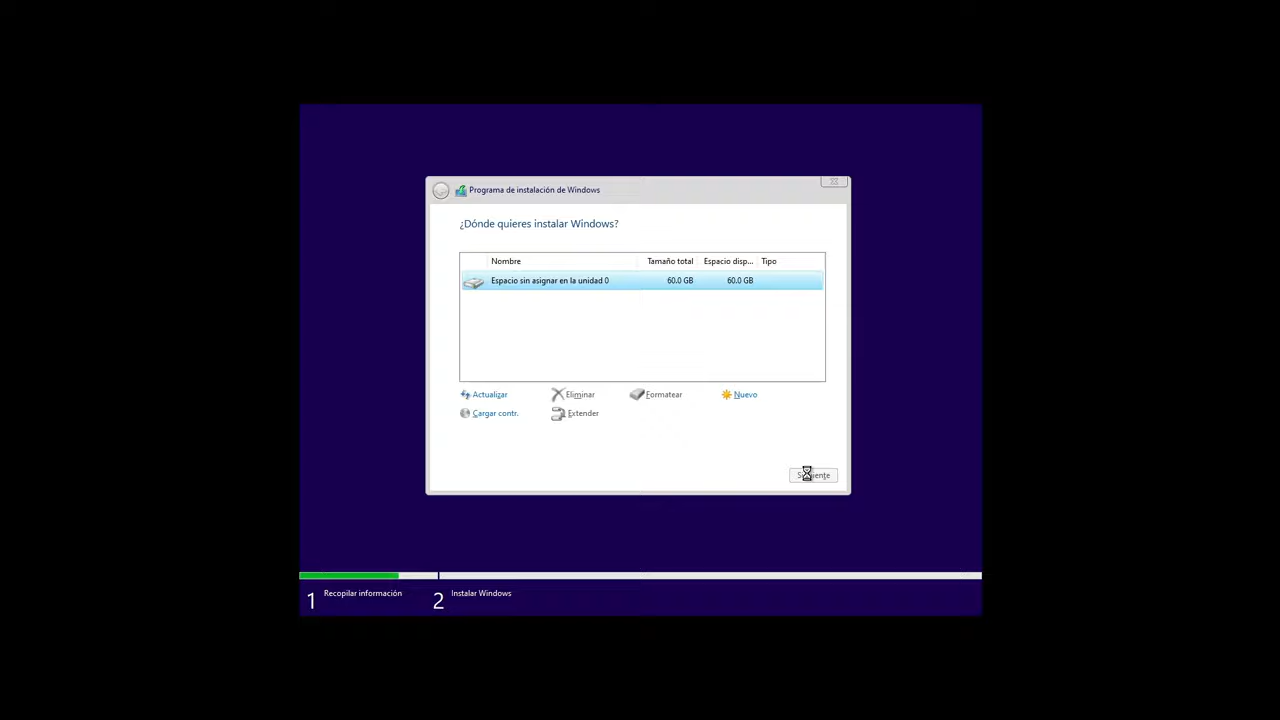 Programa de instalación de Windows
¿Dónde quieres instalar Windows?
Nombre Tamaño total Espacio disp... Tipo
Espacio sin asignar en la unidad 0 60.0 GB 60.0 GB
Actualizar Eliminar Formatear Nuevo
Cargar contr. Extender
1 Recopilar información 2 Instalar Windows